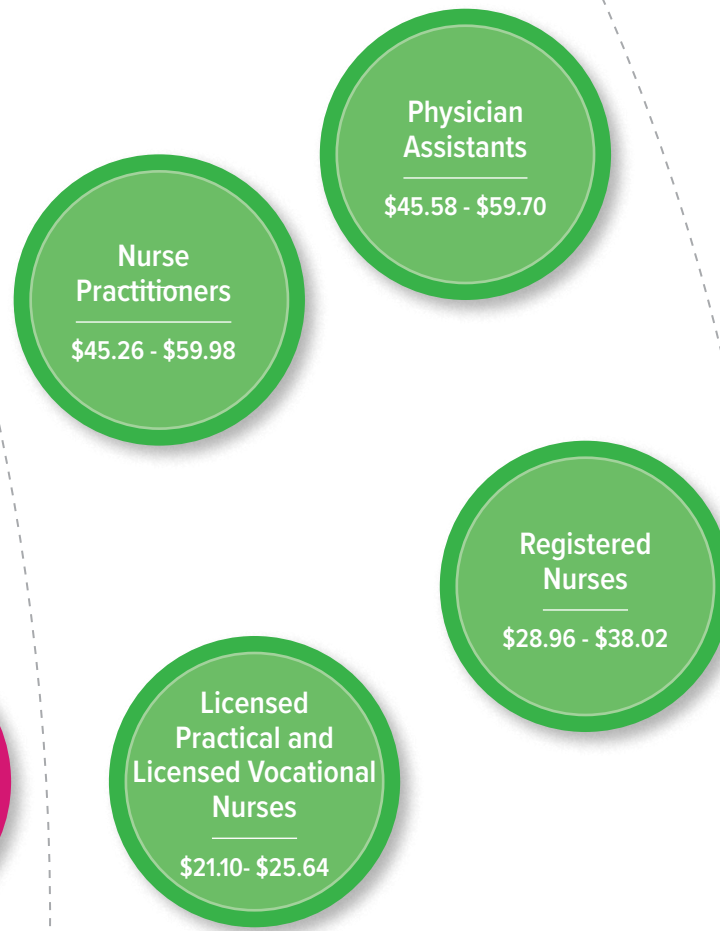 Physician
Assistants
$45.58 - $59.70
Nurse
Practitioners
$45.26 - $59.98
Registered
Nurses
$28.96 - $38.02
Licensed
Practical and
Licensed Vocational
Nurses
$21.10- $25.64